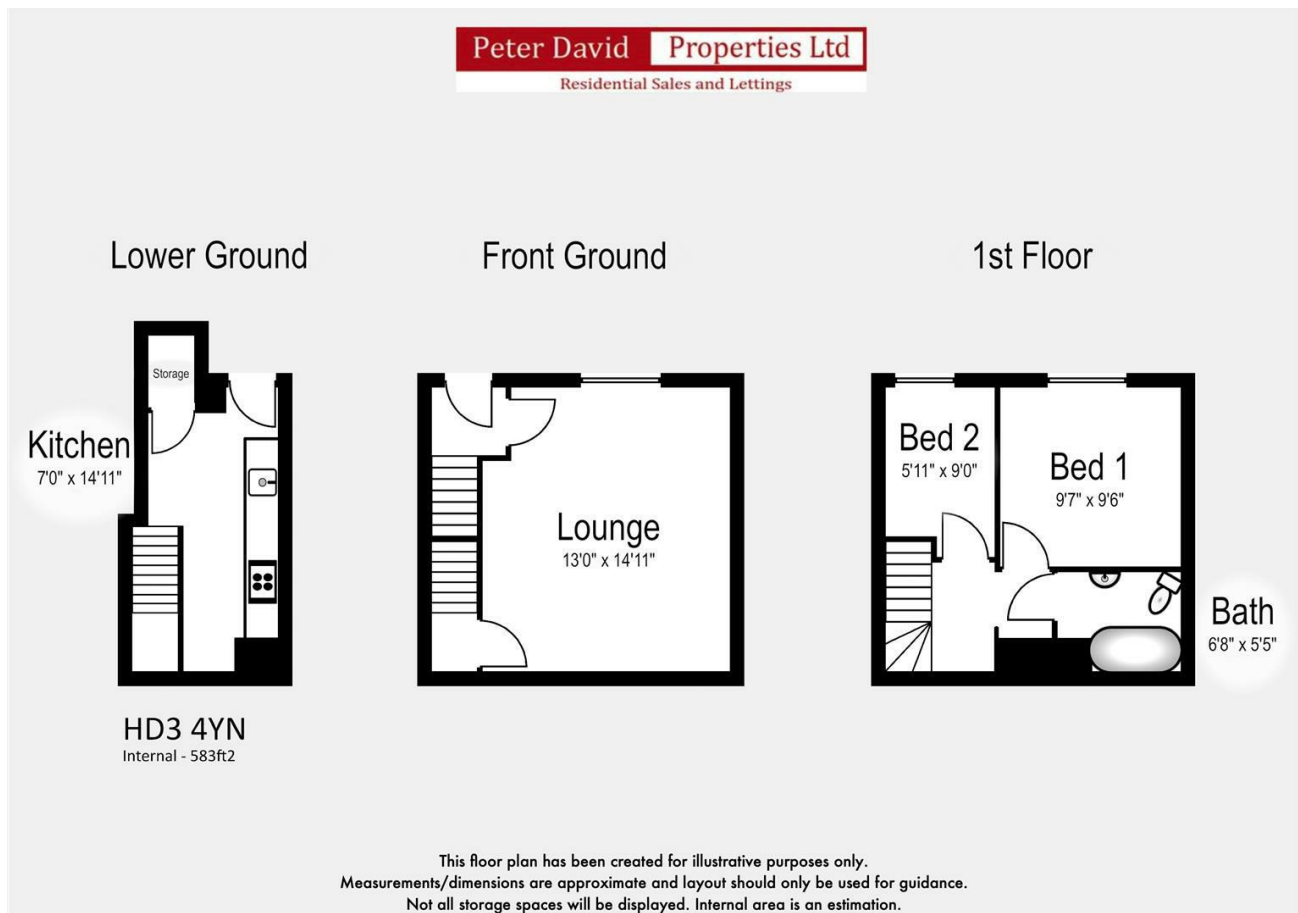 Peter David Properties Ltd
Residential Sales and Lettings
Lower Ground
Front Ground
1st Floor
Storage
Kitchen
7'0" x 14'11"
Lounge
13'0" x 14'11"
Bed 2
5'11" x 9'0"
Bed 1
9'7" x 9'6"
Bath
6'8" x 5'5"
HD3 4YN
Internal - 583ft2
This floor plan has been created for illustrative purposes only.
Measurements/dimensions are approximate and layout should only be used for guidance.
Not all storage spaces will be displayed. Internal area is an estimation.